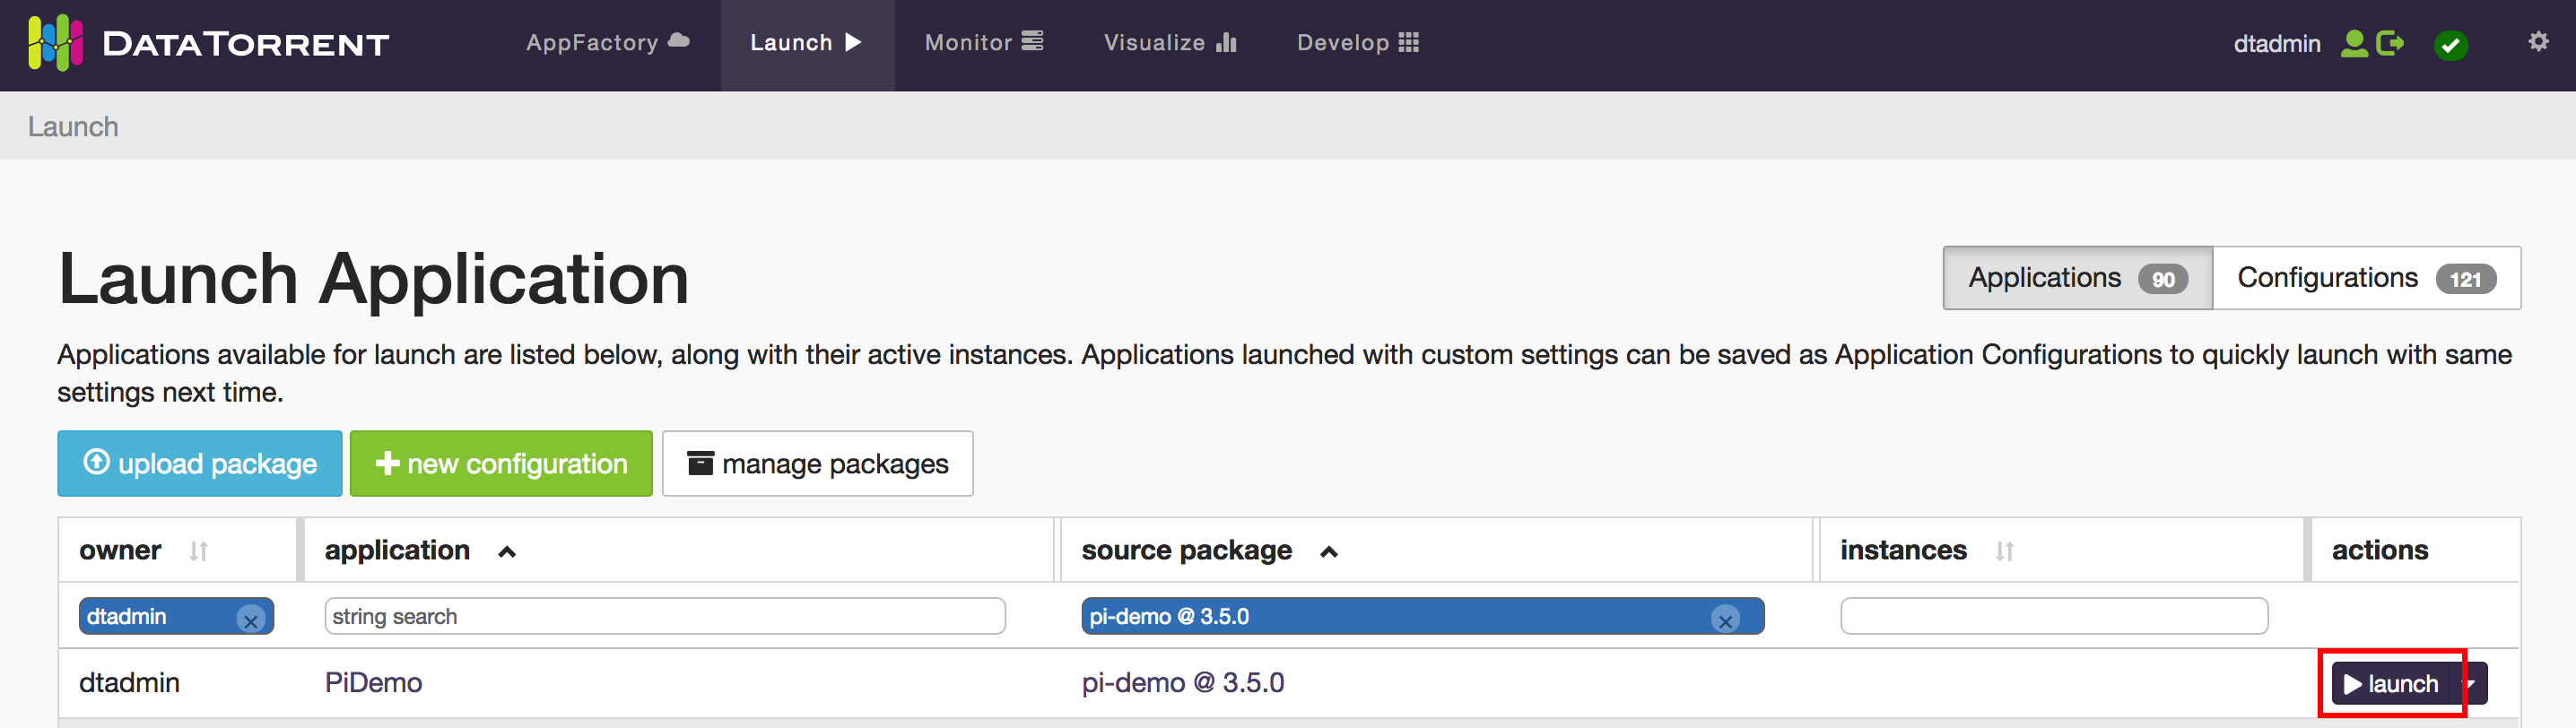 DATATORRENT AppFactory Launch Monitor Visualize Develop dtadmin
Launch
Launch Application Applications 90 Configurations 121
Applications available for launch are listed below, along with their active instances. Applications launched with custom settings can be saved as Application Configurations to quickly launch with same
settings next time.
upload package new configuration manage packages
owner application source package instances actions
dtadmin string search pi-demo @ 3.5.0
dtadmin PiDemo pi-demo @ 3.5.0 launch